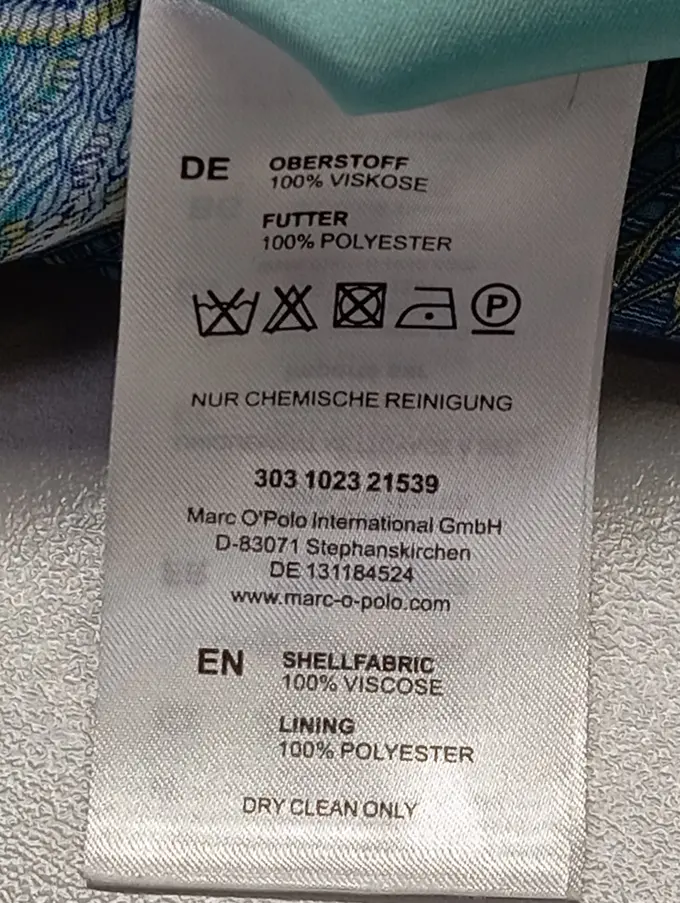 DE OBERSTOFF
100% VISKOSE
FUTTER
100% POLYESTER
P
NUR CHEMISCHE REINIGUNG
303 1023 21539
Marc O'Polo International GmbH
D-83071 Stephanskirchen
DE 131184524
www.marc-o-polo.com
EN SHELLFABRIC
100% VISCOSE
LINING
100% POLYESTER
DRY CLEAN ONLY